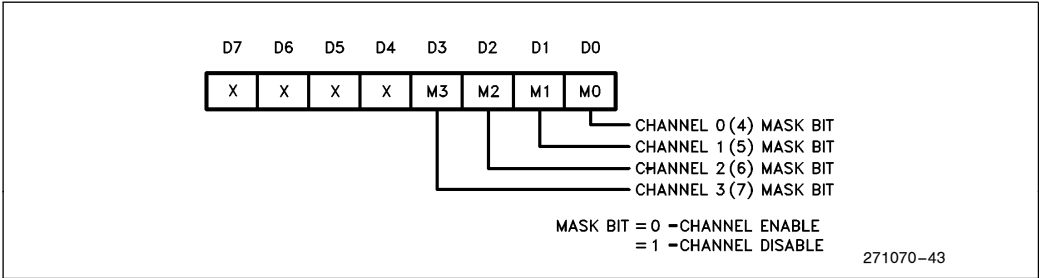 D7 D6 D5 D4 D3 D2 D1 D0
X X X X M3 M2 M1 M0
CHANNEL 0(4) MASK BIT
CHANNEL 1(5) MASK BIT
CHANNEL 2(6) MASK BIT
CHANNEL 3(7) MASK BIT
MASK BIT = 0 –CHANNEL ENABLE
= 1 –CHANNEL DISABLE
271070–43